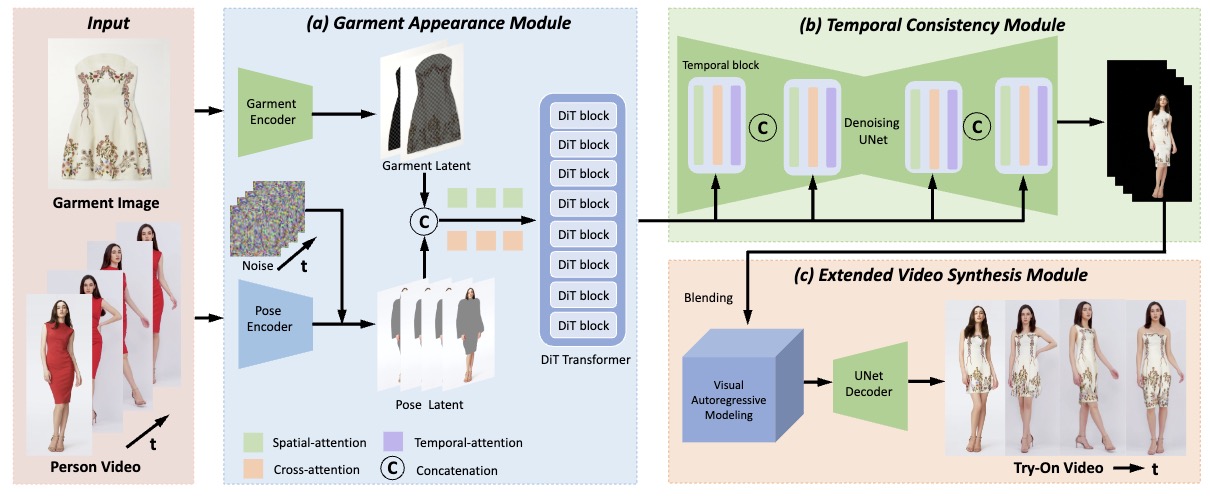 Input
Garment Image
Person Video
t
(a) Garment Appearance Module
Garment
Encoder
Garment Latent
Noise
t
C
Pose
Encoder
Pose Latent
DiT block
DiT block
DiT block
DiT block
DiT block
DiT block
DiT block
DiT block
DiT Transformer
Spatial-attention
Temporal-attention
Cross-attention
C
Concatenation
(b) Temporal Consistency Module
Temporal block
C
Denoising
UNet
C
(c) Extended Video Synthesis Module
Blending
Visual
Autoregressive
Modeling
UNet
Decoder
Try-On Video
t